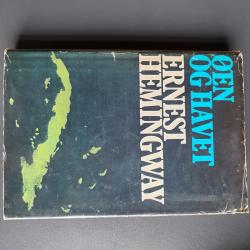 ØEN
OG HAVET
ERNEST
HEMINGWAY